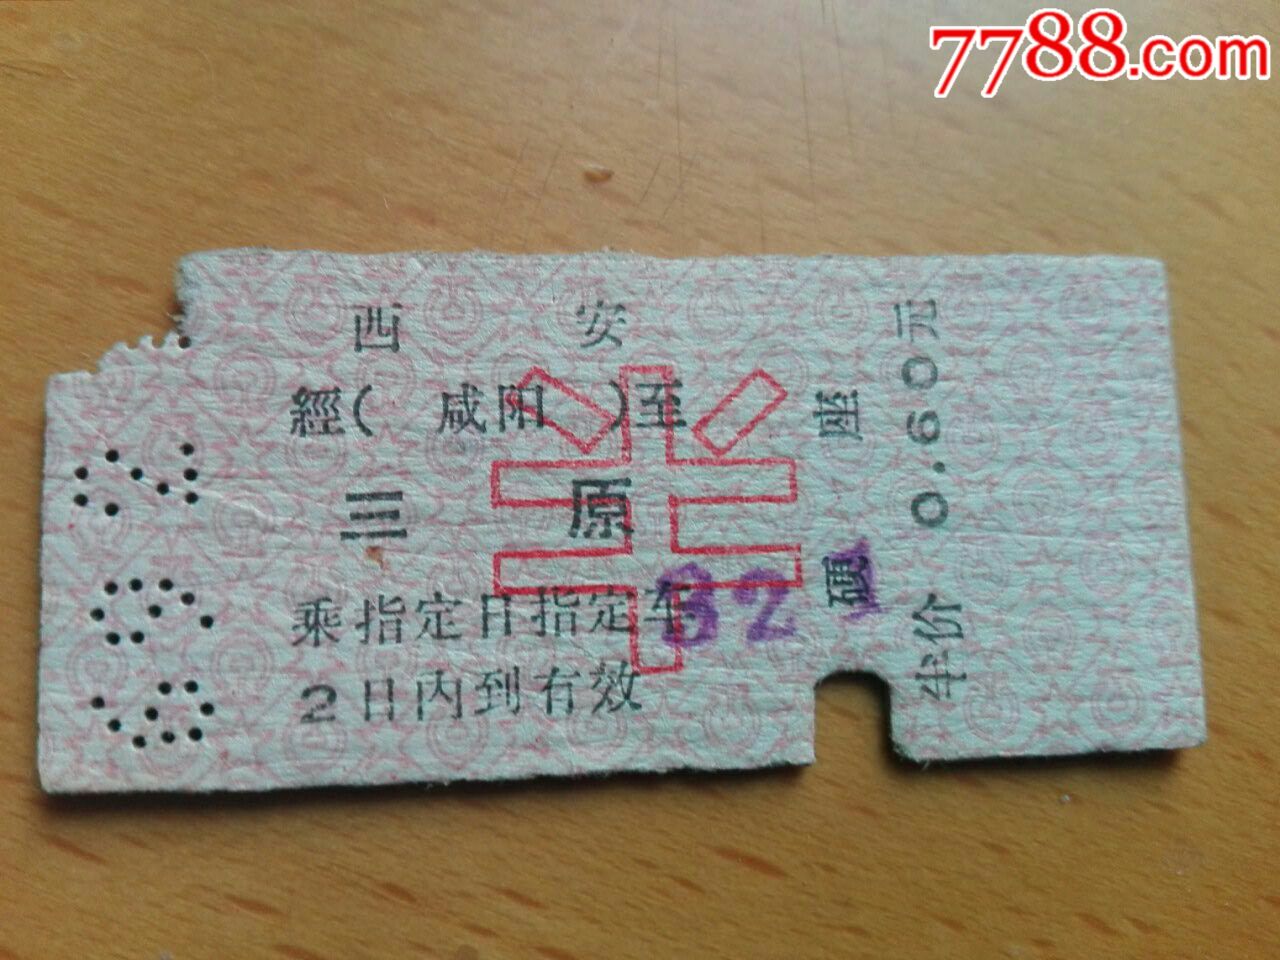 7788.com
西 安
經( 咸阳 )至
三 原
乘指定日指定车
2日内到有效
半
32
硬座
半价 0.60元